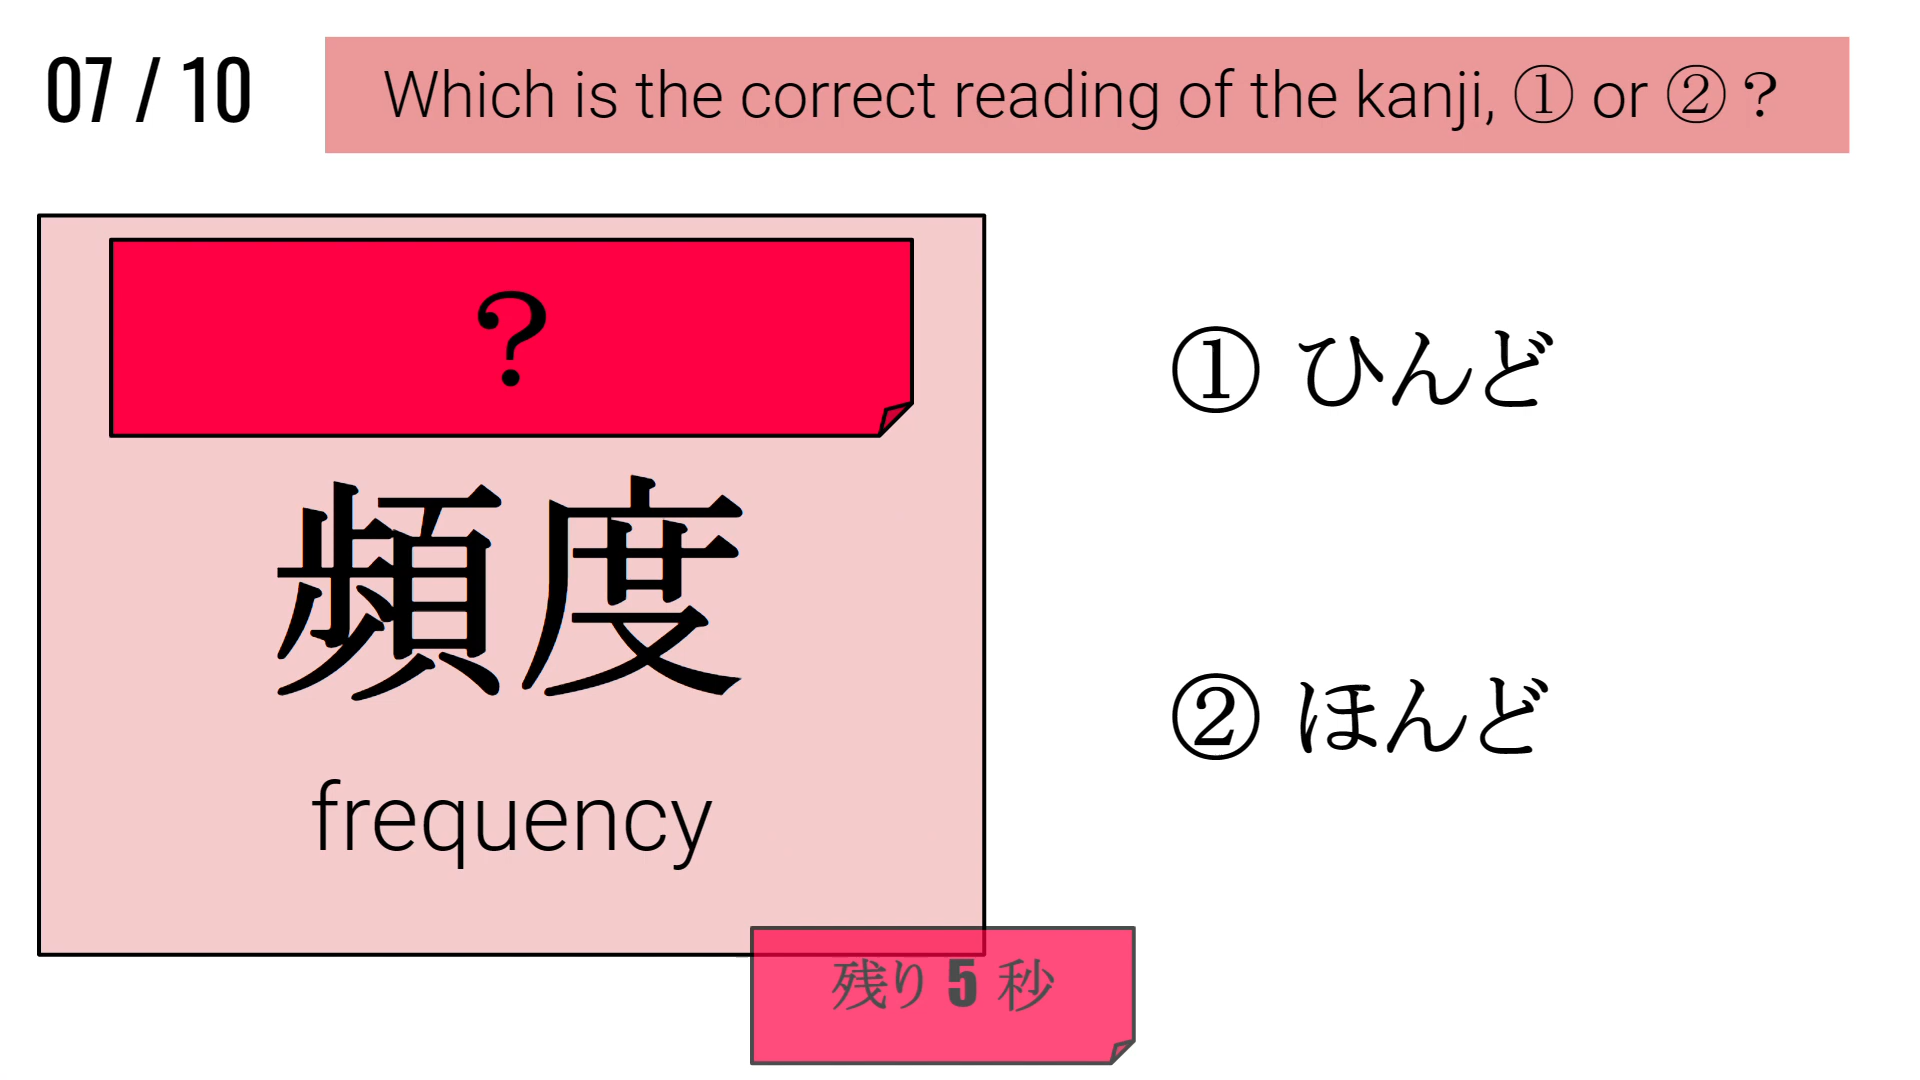 07 / 10
Which is the correct reading of the kanji, ① or ②？
？
頻度
frequency
① ひんど
② ほんど
残り 5 秒